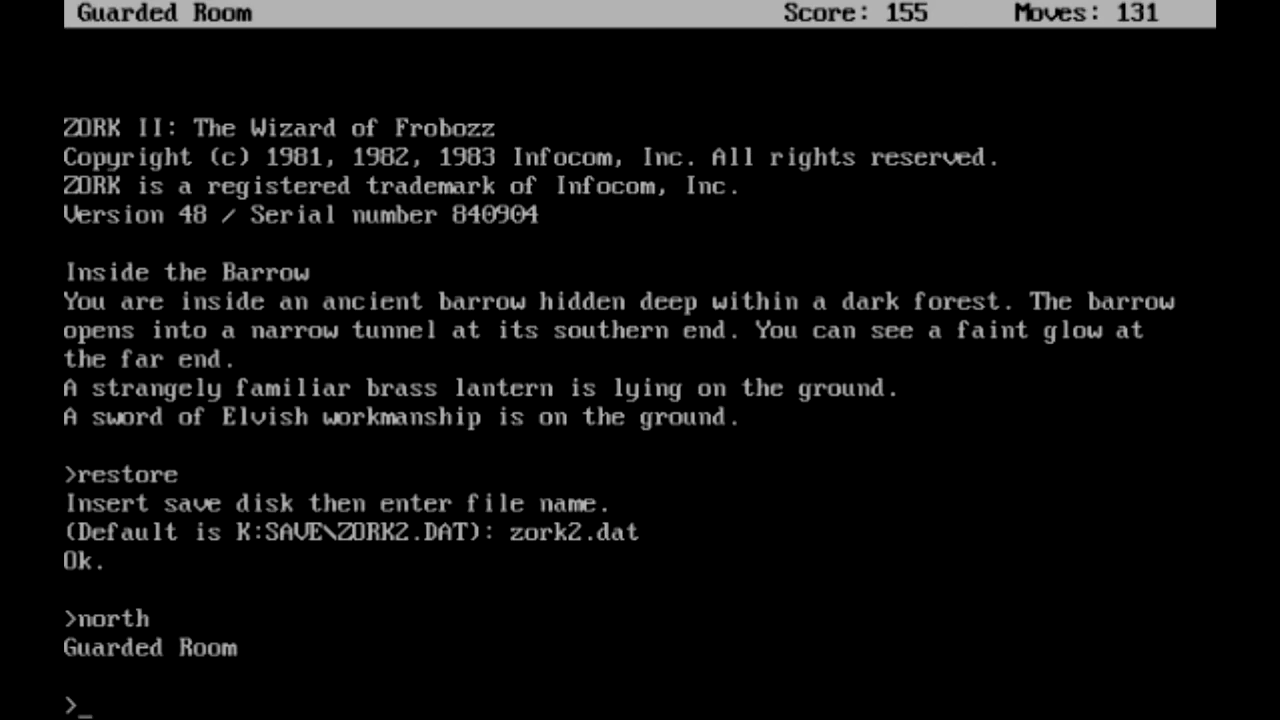 Guarded Room Score: 155 Moves: 131
ZORK II: The Wizard of Frobozz
Copyright (c) 1981, 1982, 1983 Infocom, Inc. All rights reserved.
ZORK is a registered trademark of Infocom, Inc.
Version 48 / Serial number 840904
Inside the Barrow
You are inside an ancient barrow hidden deep within a dark forest. The barrow
opens into a narrow tunnel at its southern end. You can see a faint glow at
the far end.
A strangely familiar brass lantern is lying on the ground.
A sword of Elvish workmanship is on the ground.
>restore
Insert save disk then enter file name.
(Default is K:SAVE\ZORK2.DAT): zork2.dat
Ok.
>north
Guarded Room
>_